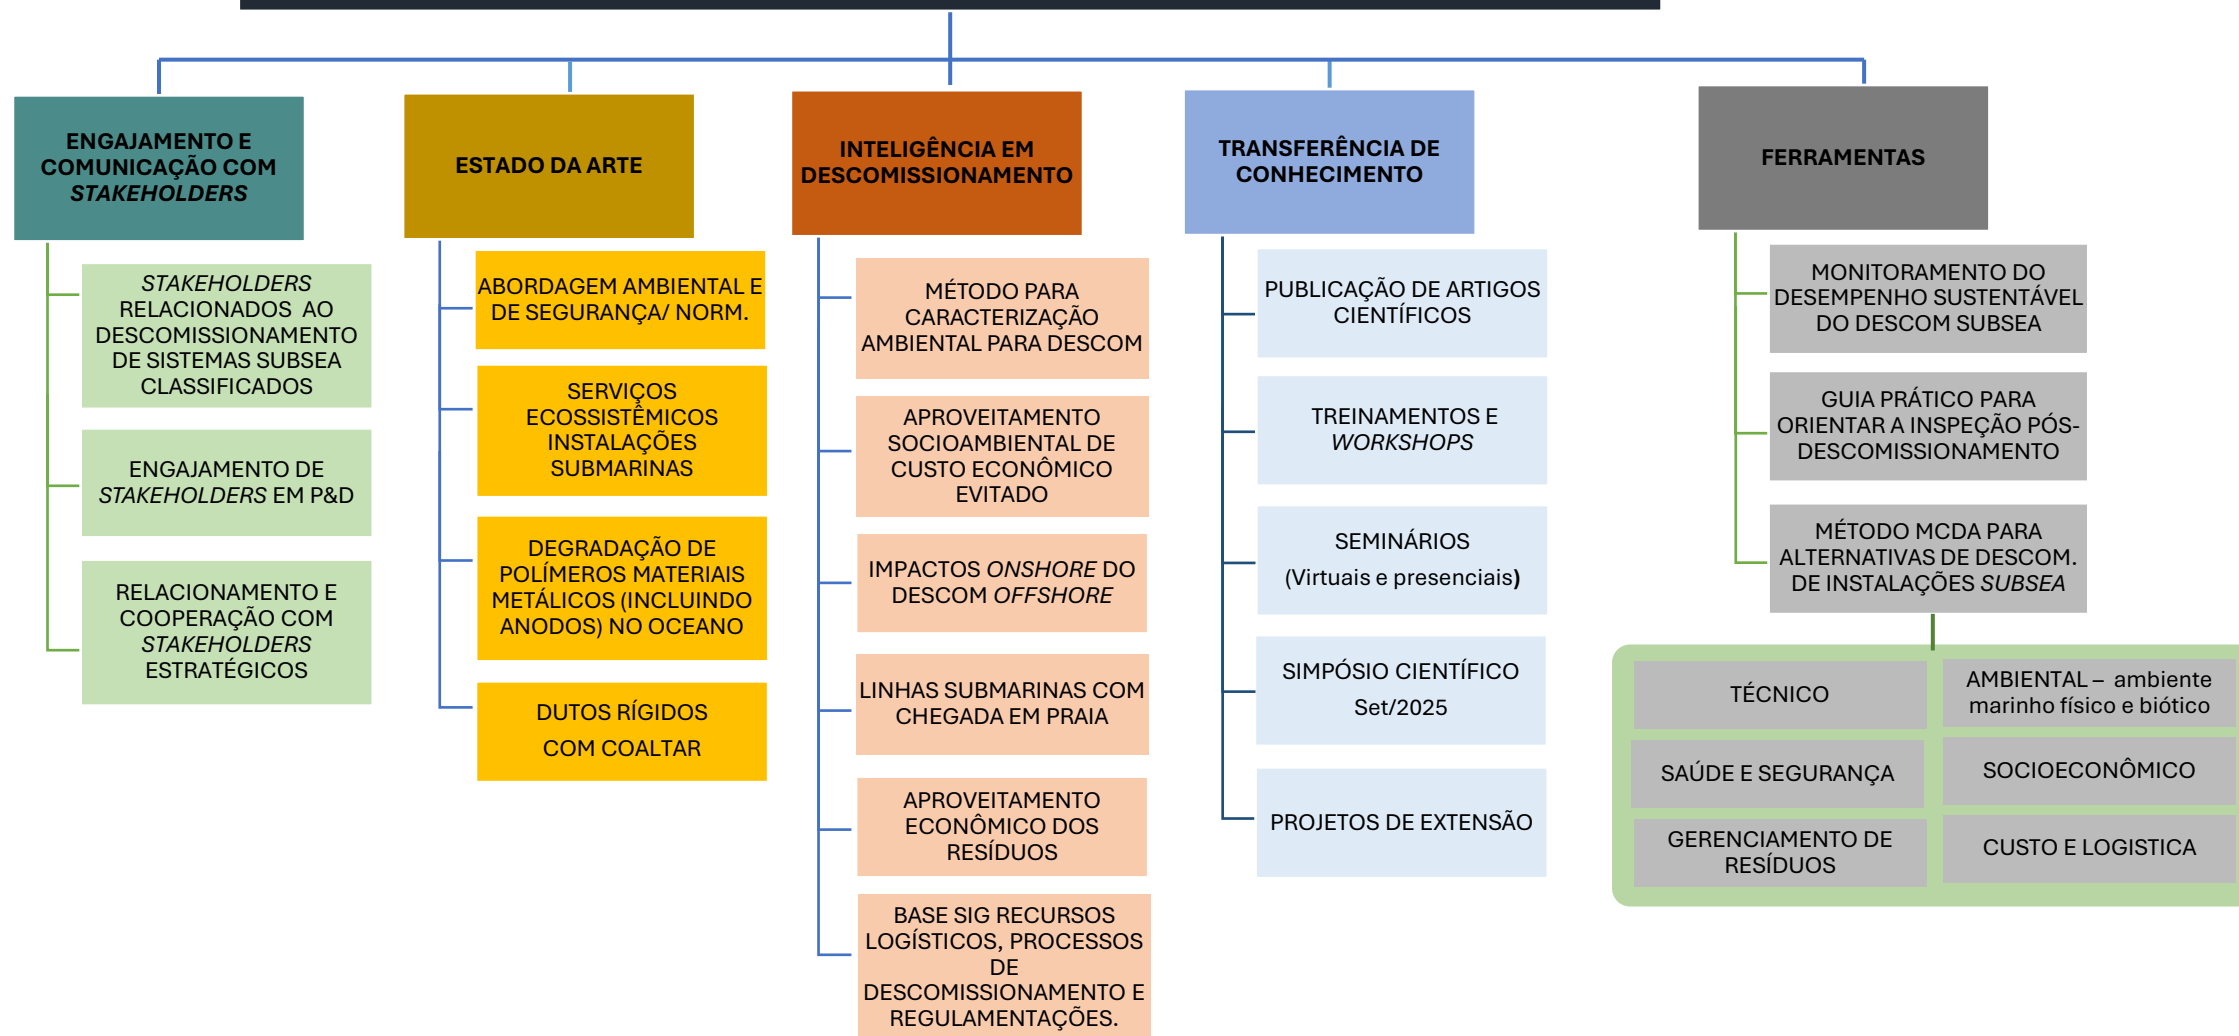 ENGAJAMENTO E
COMUNICAÇÃO COM
STAKEHOLDERS
STAKEHOLDERS
RELACIONADOS AO
DESCOMISSIONAMENTO
DE SISTEMAS SUBSEA
CLASSIFICADOS
ENGAJAMENTO DE
STAKEHOLDERS EM P&D
RELACIONAMENTO E
COOPERAÇÃO COM
STAKEHOLDERS
ESTRATÉGICOS
ESTADO DA ARTE
ABORDAGEM AMBIENTAL E
DE SEGURANÇA/ NORM.
SERVIÇOS
ECOSSISTÊMICOS
INSTALAÇÕES
SUBMARINAS
DEGRADAÇÃO DE
POLÍMEROS MATERIAIS
METÁLICOS (INCLUINDO
ANODOS) NO OCEANO
DUTOS RÍGIDOS
COM COALTAR
INTELIGÊNCIA EM
DESCOMISSIONAMENTO
MÉTODO PARA
CARACTERIZAÇÃO
AMBIENTAL PARA DESCOM
APROVEITAMENTO
SOCIOAMBIENTAL DE
CUSTO ECONÔMICO
EVITADO
IMPACTOS ONSHORE DO
DESCOM OFFSHORE
LINHAS SUBMARINAS COM
CHEGADA EM PRAIA
APROVEITAMENTO
ECONÔMICO DOS
RESÍDUOS
BASE SIG RECURSOS
LOGÍSTICOS, PROCESSOS
DE
DESCOMISSIONAMENTO E
REGULAMENTAÇÕES.
TRANSFERÊNCIA DE
CONHECIMENTO
PUBLICAÇÃO DE ARTIGOS
CIENTÍFICOS
TREINAMENTOS E
WORKSHOPS
SEMINÁRIOS
(Virtuais e presenciais)
SIMPÓSIO CIENTÍFICO
Set/2025
PROJETOS DE EXTENSÃO
FERRAMENTAS
MONITORAMENTO DO
DESEMPENHO SUSTENTÁVEL
DO DESCOM SUBSEA
GUIA PRÁTICO PARA
ORIENTAR A INSPEÇÃO PÓS-
DESCOMISSIONAMENTO
MÉTODO MCDA PARA
ALTERNATIVAS DE DESCOM.
DE INSTALAÇÕES SUBSEA
TÉCNICO
AMBIENTAL – ambiente
marinho físico e biótico
SAÚDE E SEGURANÇA
SOCIOECONÔMICO
GERENCIAMENTO DE
RESÍDUOS
CUSTO E LOGISTICA